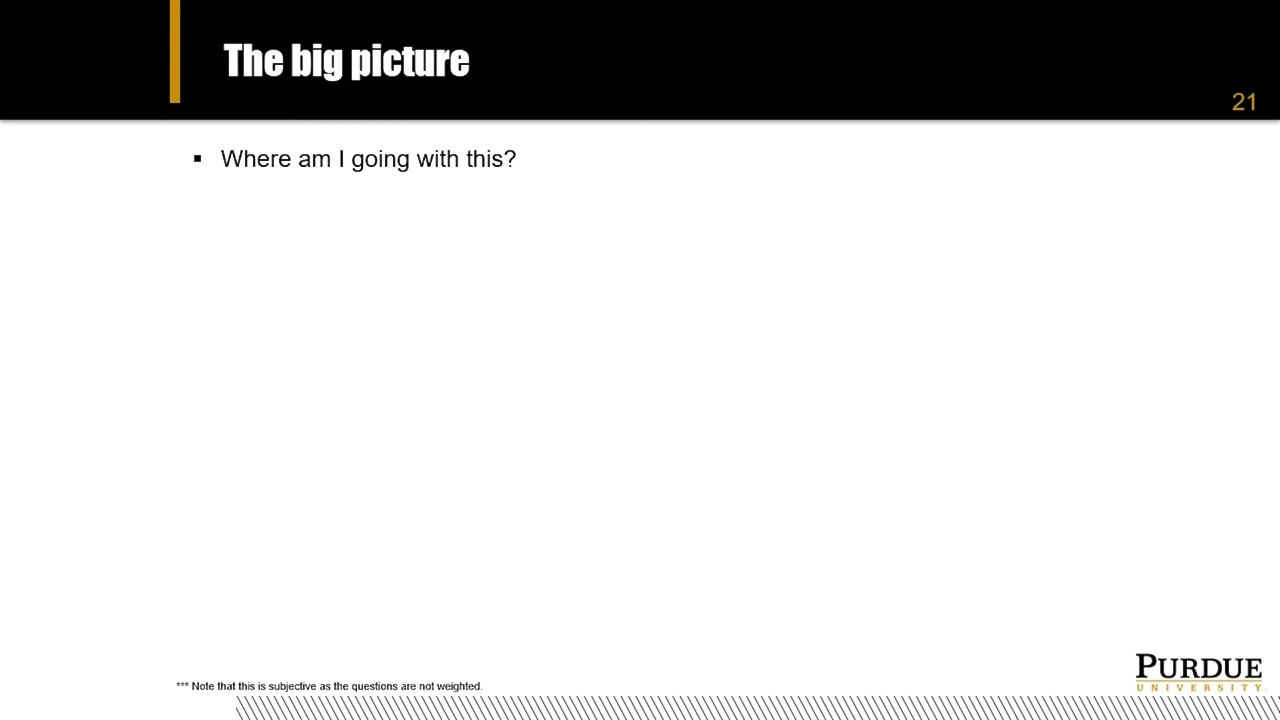 The big picture
21
▪ Where am I going with this?
*** Note that this is subjective as the questions are not weighted.
PURDUE
UNIVERSITY